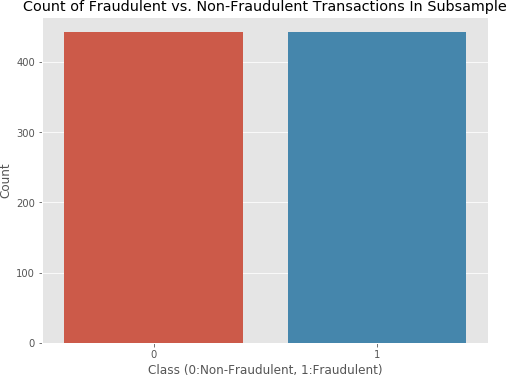 Count of Fraudulent vs. Non-Fraudulent Transactions In Subsample
400
300
200
100
0
Count
0 1
Class (0:Non-Fraudulent, 1:Fraudulent)